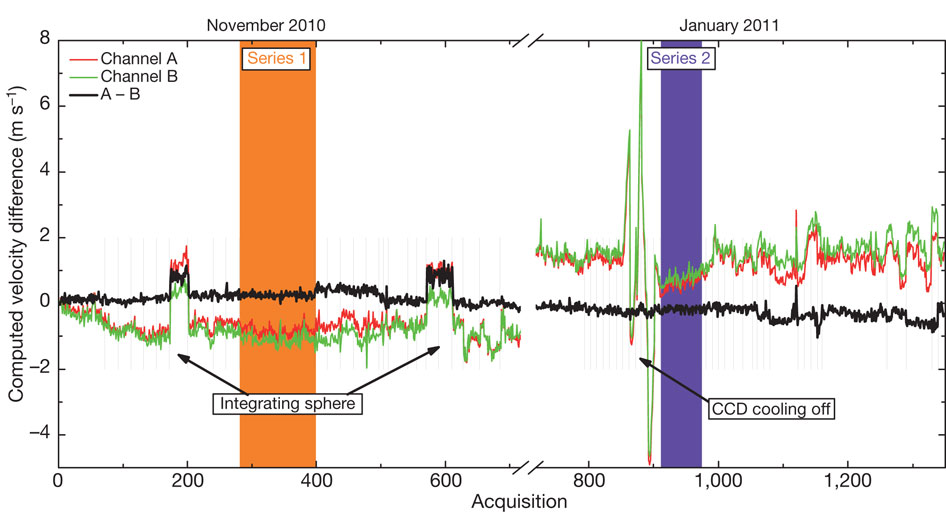 November 2010
January 2011
8
6
4
2
0
−2
−4
Computed velocity difference (m s−1)
Channel A
Channel B
A – B
Series 1
Series 2
Integrating sphere
CCD cooling off
0
200
400
600
800
1,000
1,200
Acquisition